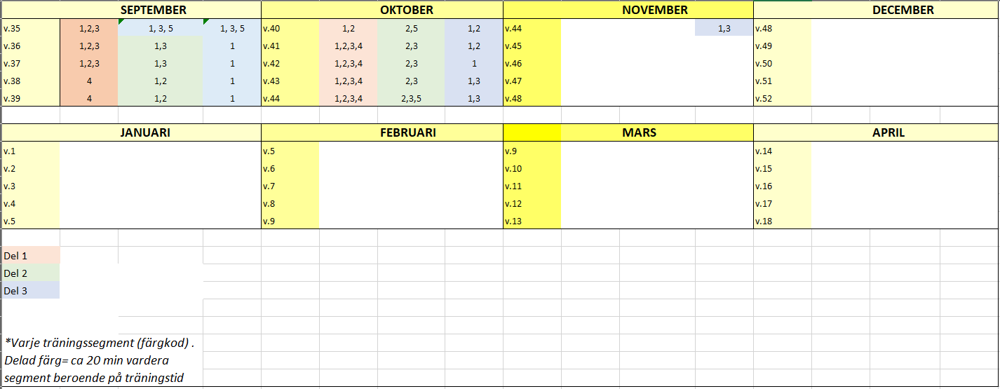 SEPTEMBER OKTOBER NOVEMBER DECEMBER
v.35 1,2,3 1, 3, 5 1, 3, 5 v.40 1,2 2,5 1,2 v.44 1,3 v.48
v.36 1,2,3 1,3 1 v.41 1,2,3,4 2,3 1,2 v.45 v.49
v.37 1,2,3 1,3 1 v.42 1,2,3,4 2,3 1 v.46 v.50
v.38 4 1,2 1 v.43 1,2,3,4 2,3 1,3 v.47 v.51
v.39 4 1,2 1 v.44 1,2,3,4 2,3,5 1,3 v.48 v.52
JANUARI FEBRUARI MARS APRIL
v.1 v.5 v.9 v.14
v.2 v.6 v.10 v.15
v.3 v.7 v.11 v.16
v.4 v.8 v.12 v.17
v.5 v.9 v.13 v.18
Del 1
Del 2
Del 3
*Varje träningssegment (färgkod) .
Delad färg= ca 20 min vardera
segment beroende på träningstid